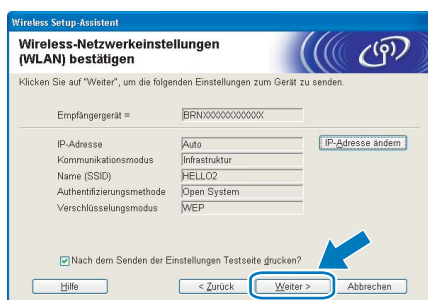 Wireless Setup-Assistent
Wireless-Netzwerkeinstellungen
(WLAN) bestätigen
Klicken Sie auf "Weiter", um die folgenden Einstellungen zum Gerät zu senden.
Empfängergerät = BRNXXXXXXXXXXXX
IP-Adresse Auto IP-Adresse ändern
Kommunikationsmodus Infrastruktur
Name (SSID) HELLO2
Authentifizierungsmethode Open System
Verschlüsselungsmodus WEP
Nach dem Senden der Einstellungen Testseite drucken?
Hilfe < Zurück Weiter > Abbrechen